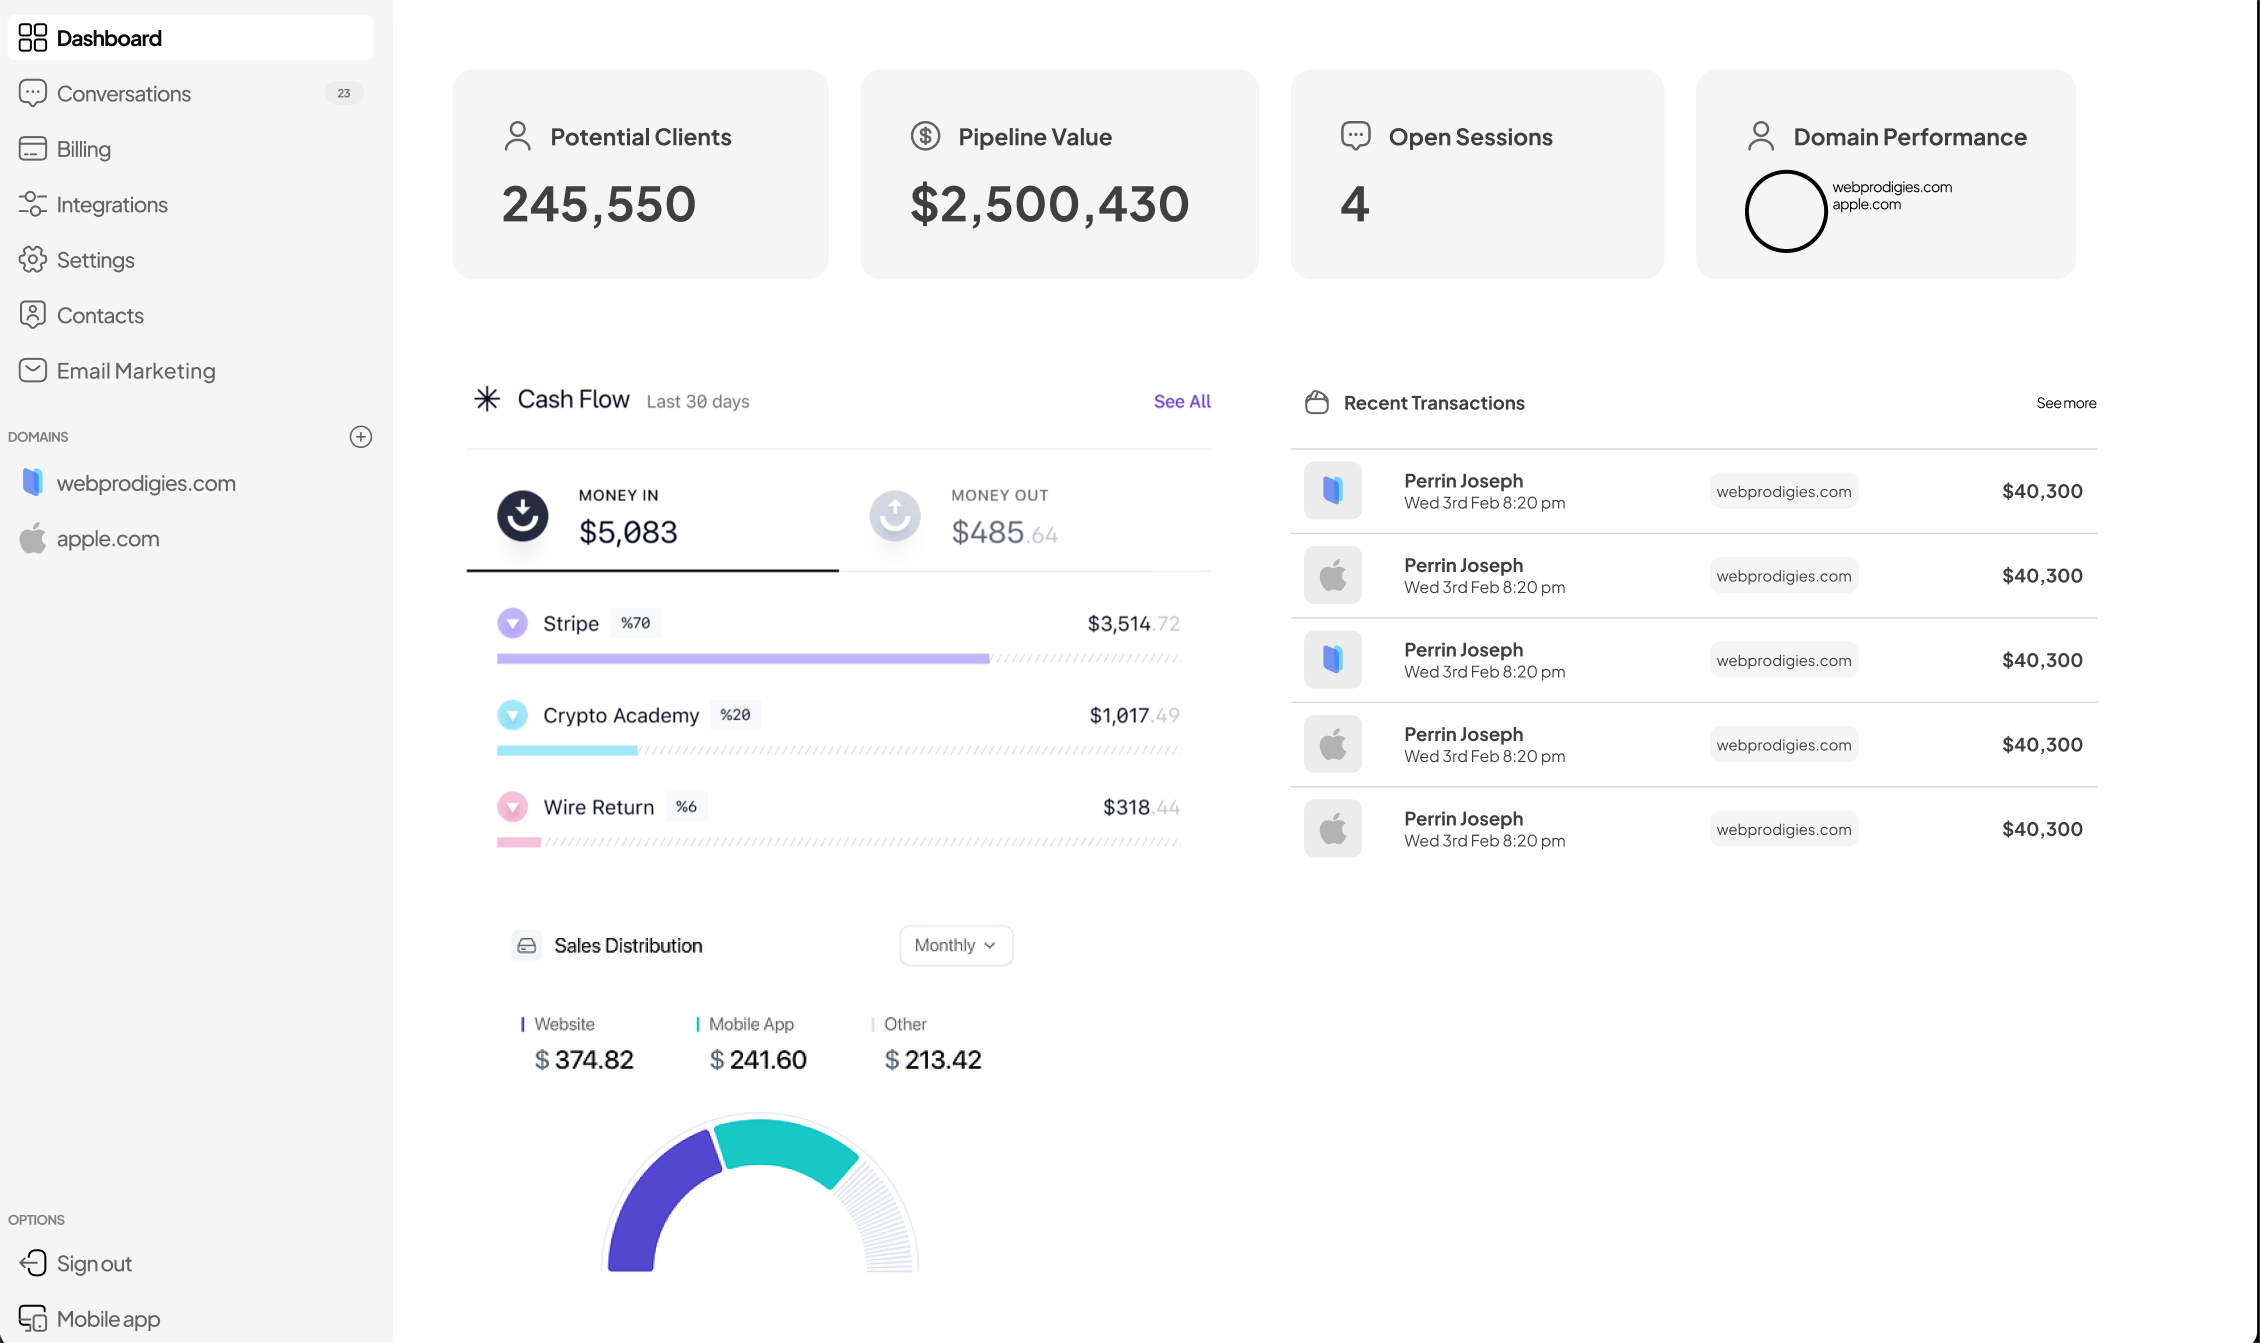 Dashboard
Conversations 23
Billing
Integrations
Settings
Contacts
Email Marketing
DOMAINS
webprodigies.com
apple.com
OPTIONS
Sign out
Mobile app
Potential Clients
245,550
Pipeline Value
$2,500,430
Open Sessions
4
Domain Performance
webprodigies.com
apple.com
Cash Flow Last 30 days See All
MONEY IN
$5,083
MONEY OUT
$485.64
Stripe %70 $3,514.72
Crypto Academy %20 $1,017.49
Wire Return %6 $318.44
Recent Transactions See more
Perrin Joseph
Wed 3rd Feb 8:20 pm
webprodigies.com
$40,300
Perrin Joseph
Wed 3rd Feb 8:20 pm
webprodigies.com
$40,300
Perrin Joseph
Wed 3rd Feb 8:20 pm
webprodigies.com
$40,300
Perrin Joseph
Wed 3rd Feb 8:20 pm
webprodigies.com
$40,300
Perrin Joseph
Wed 3rd Feb 8:20 pm
webprodigies.com
$40,300
Sales Distribution Monthly
Website
$ 374.82
Mobile App
$ 241.60
Other
$ 213.42